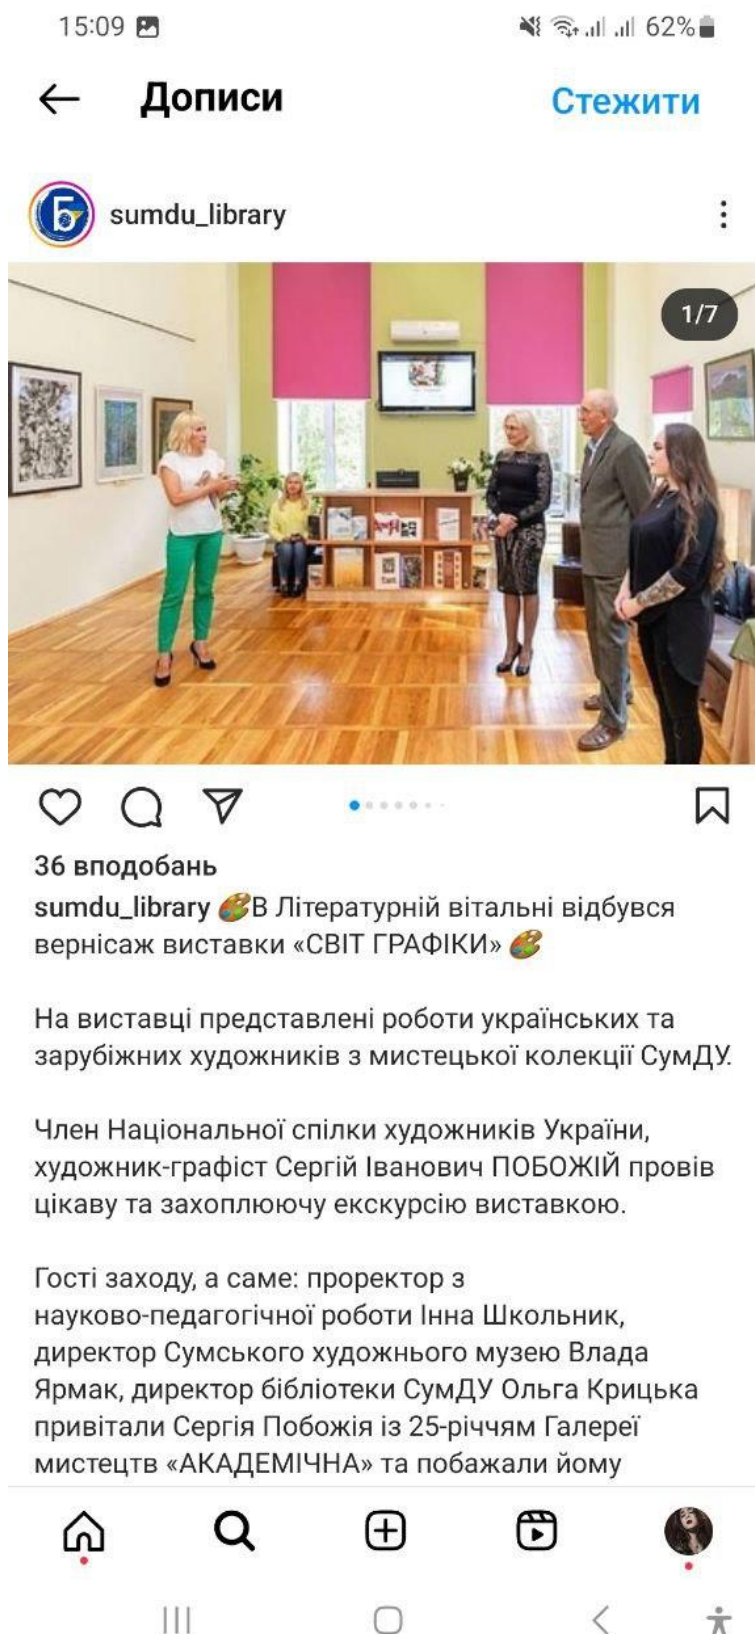 15:09
62%
Дописи
Стежити
Б
sumdu_library
1/7
36 вподобань
sumdu_library 🎨В Літературній вітальні відбувся
вернісаж виставки «СВІТ ГРАФІКИ» 🎨
На виставці представлені роботи українських та
зарубіжних художників з мистецької колекції СумДУ.
Член Національної спілки художників України,
художник-графіст Сергій Іванович ПОБОЖІЙ провів
цікаву та захоплюючу екскурсію виставкою.
Гості заходу, а саме: проректор з
науково-педагогічної роботи Інна Школьник,
директор Сумського художнього музею Влада
Ярмак, директор бібліотеки СумДУ Ольга Крицька
привітали Сергія Побожія із 25-річчям Галереї
мистецтв «АКАДЕМІЧНА» та побажали йому